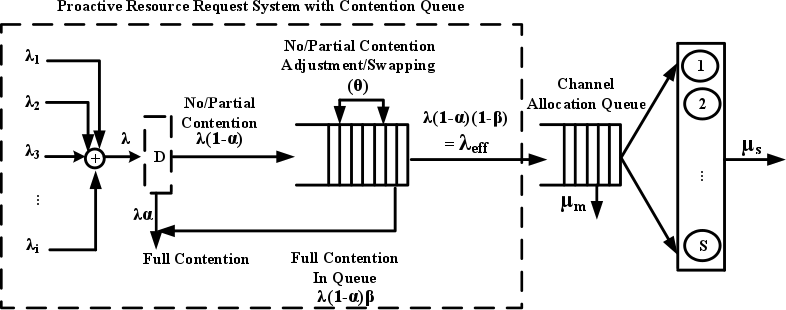 Proactive Resource Request System with Contention Queue
λ1
λ2
λ3
⋮
λi
+
λ
D
No/Partial
Contention
λ(1-α)
λα
Full Contention
No/Partial Contention
Adjustment/Swapping
(θ)
Full Contention
In Queue
λ(1-α)β
λ(1-α)(1-β)
= λeff
Channel
Allocation Queue
μm
1
2
⋮
S
μs